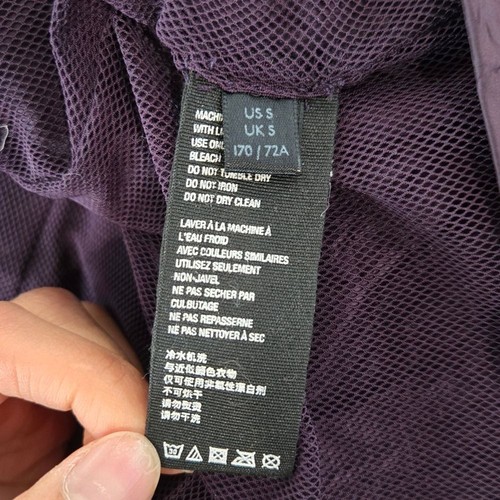 US S
UK S
170 / 72A
MACHI
WITH L
USE ON
BLEACH
DO NOT TUMBLE DRY
DO NOT IRON
DO NOT DRY CLEAN
LAVER À LA MACHINE À
L'EAU FROID
AVEC COULEURS SIMILAIRES
UTILISEZ SEULEMENT
NON-JAVEL
NE PAS SECHER PAR
CULBUTAGE
NE PAS REPASSERNE
NE PAS NETTOYER À SEC
冷水机洗
与近似颜色衣物
仅可使用非氧性漂白剂
不可烘干
请勿熨烫
请勿干洗
30